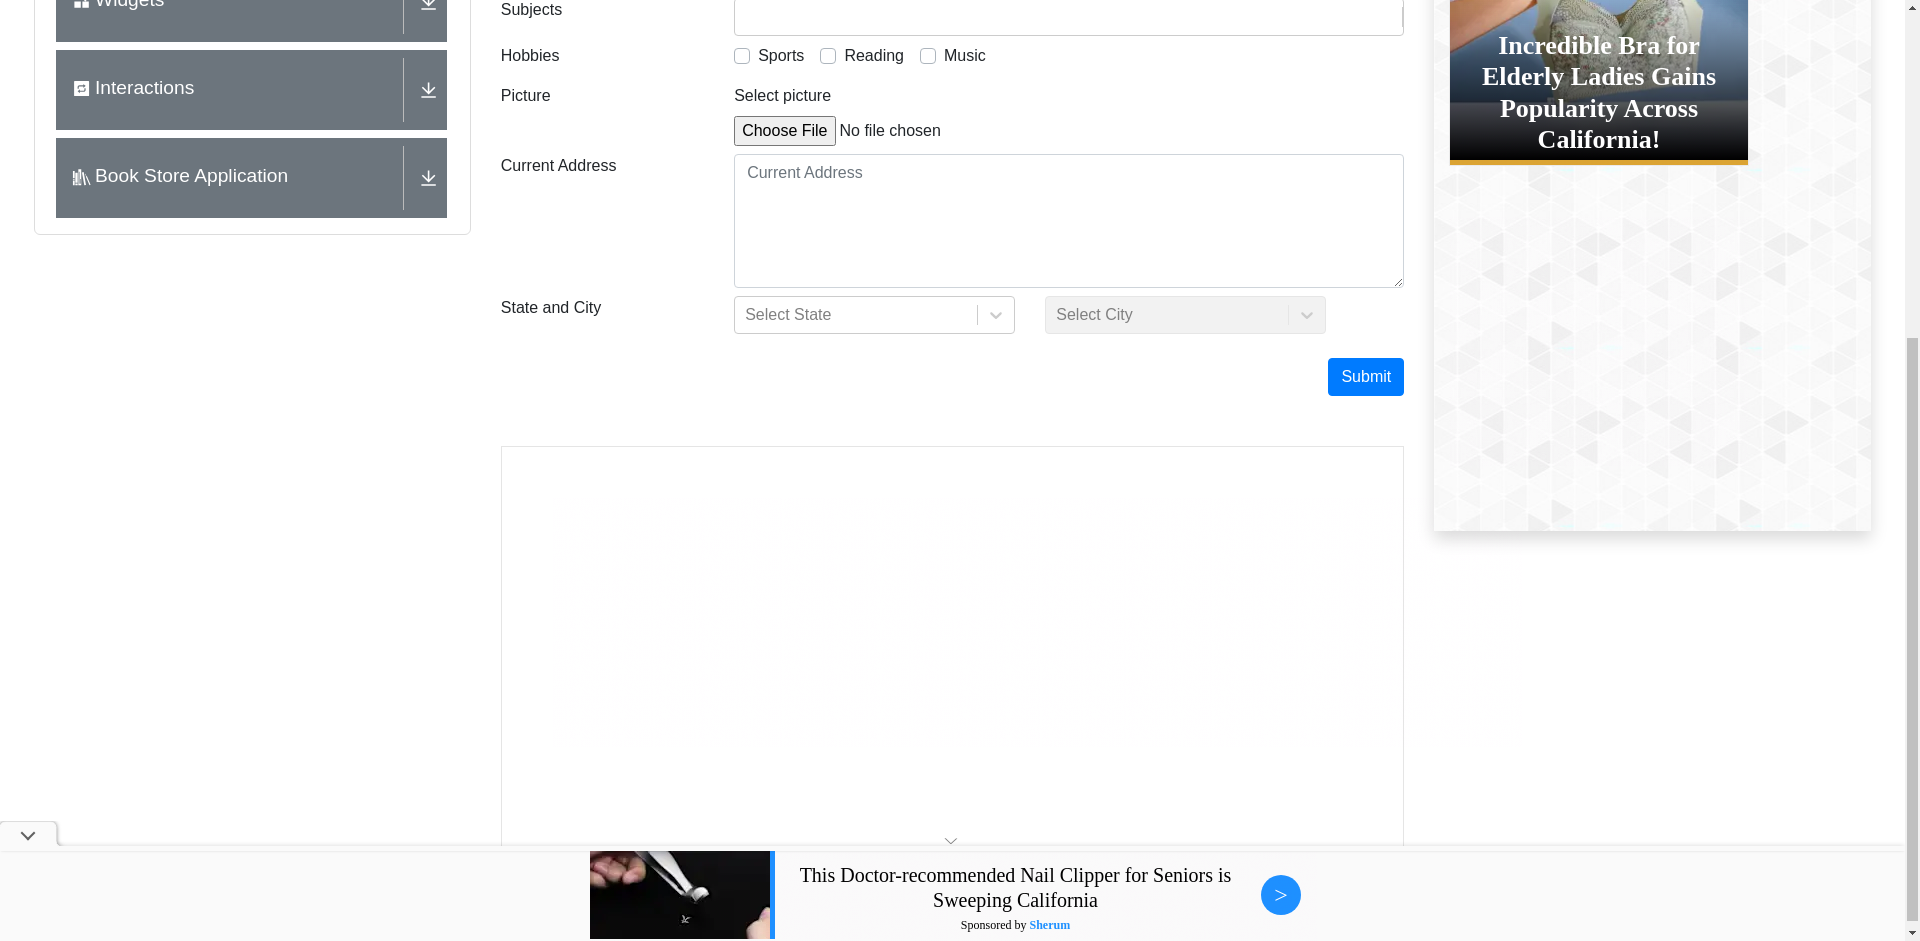 Widgets
Interactions
Book Store Application
Subjects
Hobbies
Sports
Reading
Music
Picture
Select picture
Choose File No file chosen
Current Address
Current Address
State and City
Select State
Select City
Submit
Incredible Bra for
Elderly Ladies Gains
Popularity Across
California!
This Doctor-recommended Nail Clipper for Seniors is
Sweeping California
Sponsored by Sherum
>